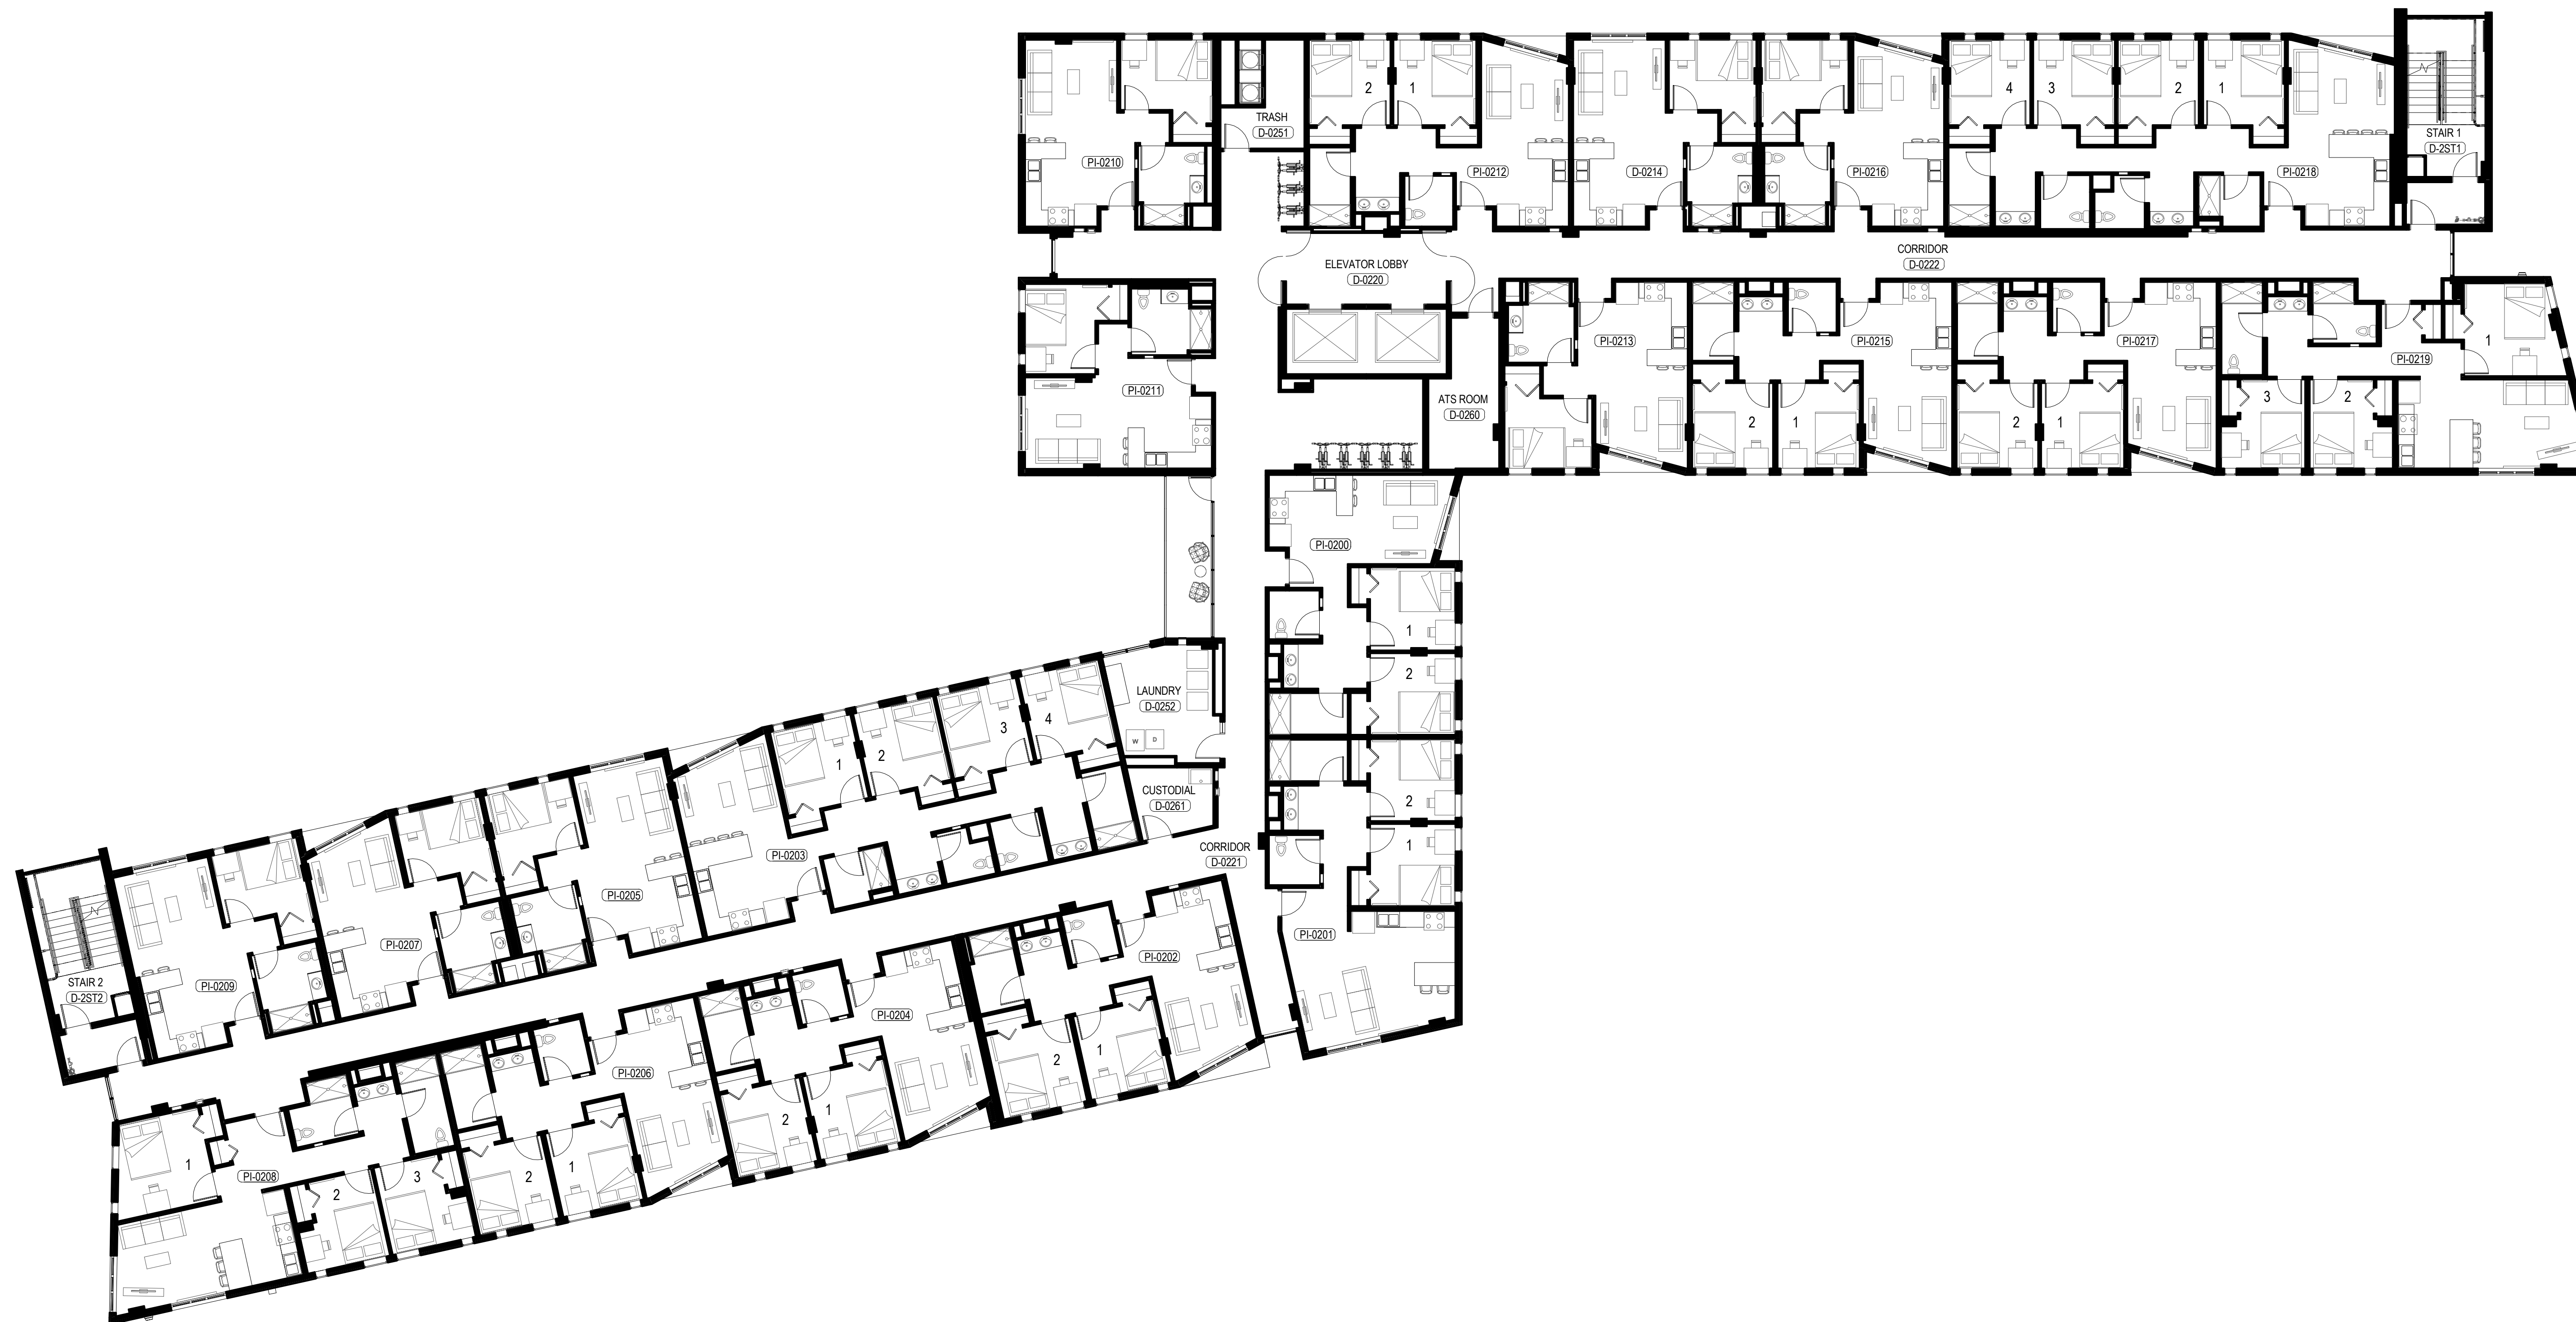 TRASH
D-0251
2
1
4
3
2
1
STAIR 1
D-2ST1
PI-0210
PI-0212
D-0214
PI-0216
PI-0218
CORRIDOR
D-0222
ELEVATOR LOBBY
D-0220
PI-0213
PI-0215
PI-0217
PI-0219
1
PI-0211
ATS ROOM
D-0260
2
1
2
1
3
2
PI-0200
1
2
2
1
PI-0201
LAUNDRY
D-0252
W
D
CUSTODIAL
D-0261
CORRIDOR
D-0221
1
2
3
4
PI-0203
PI-0205
PI-0207
PI-0209
STAIR 2
D-2ST2
PI-0202
2
1
PI-0204
2
1
PI-0206
2
1
PI-0208
1
2
3